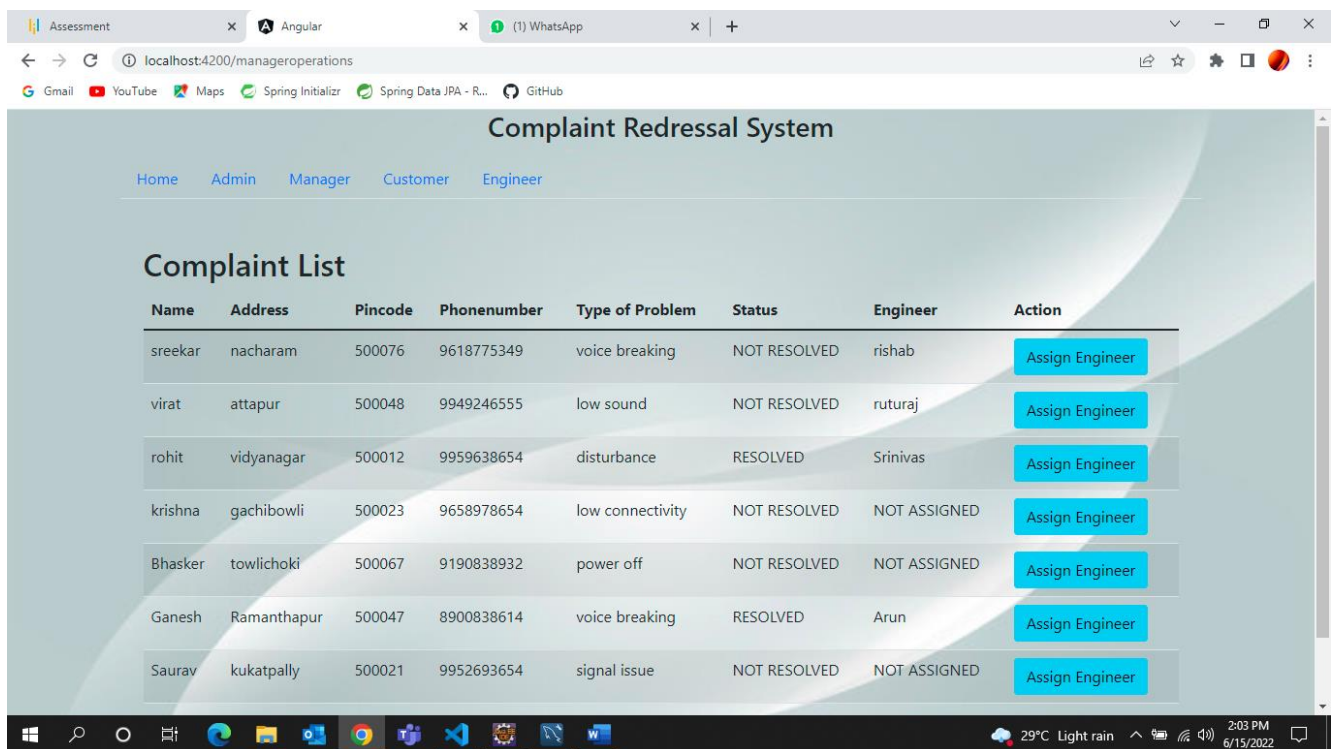 Assessment Angular (1) WhatsApp
localhost:4200/manageroperations
Gmail YouTube Maps Spring Initializr Spring Data JPA - R... GitHub
Complaint Redressal System
Home Admin Manager Customer Engineer
Complaint List
Name Address Pincode Phonenumber Type of Problem Status Engineer Action
sreekar nacharam 500076 9618775349 voice breaking NOT RESOLVED rishab Assign Engineer
virat attapur 500048 9949246555 low sound NOT RESOLVED ruturaj Assign Engineer
rohit vidyanagar 500012 9959638654 disturbance RESOLVED Srinivas Assign Engineer
krishna gachibowli 500023 9658978654 low connectivity NOT RESOLVED NOT ASSIGNED Assign Engineer
Bhasker towlichoki 500067 9190838932 power off NOT RESOLVED NOT ASSIGNED Assign Engineer
Ganesh Ramanthapur 500047 8900838614 voice breaking RESOLVED Arun Assign Engineer
Saurav kukatpally 500021 9952693654 signal issue NOT RESOLVED NOT ASSIGNED Assign Engineer
29°C Light rain 2:03 PM
6/15/2022